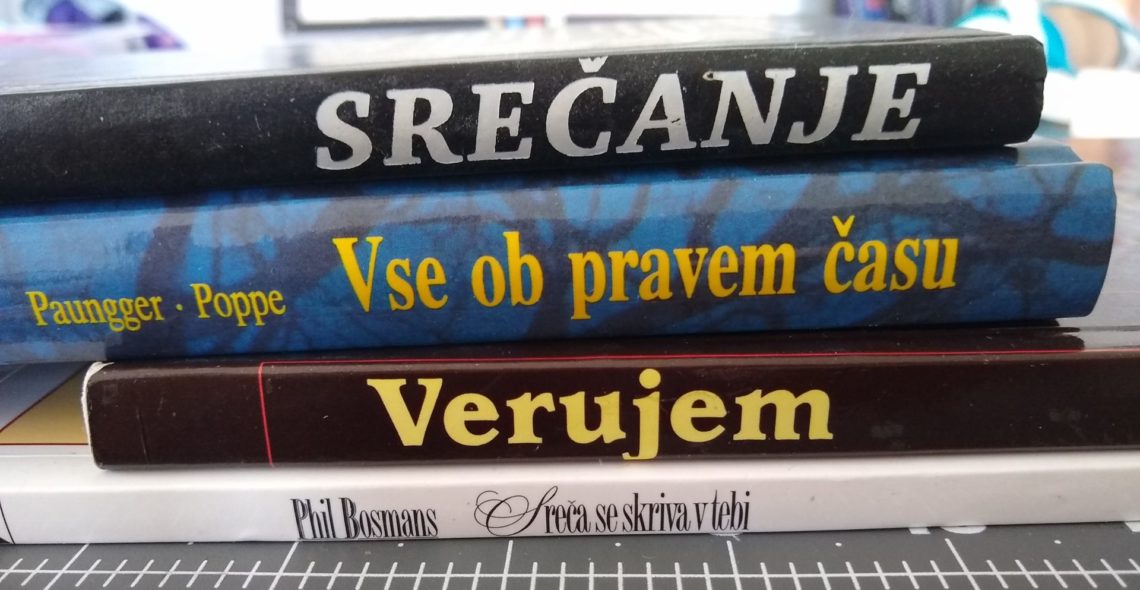 SREČANJE
Paungger · Poppe Vse ob pravem času
Verujem
Phil Bosmans Sreča se skriva v tebi